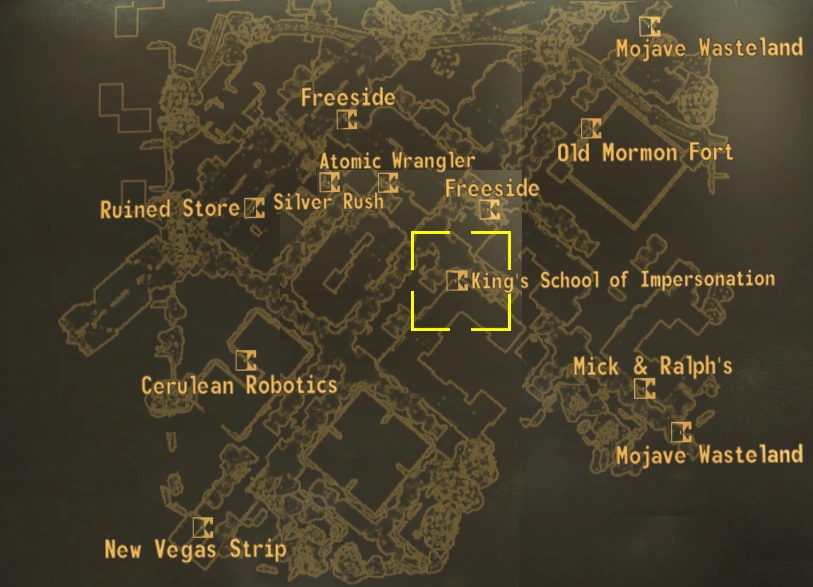 Mojave Wasteland
Freeside
Old Mormon Fort
Atomic Wrangler
Freeside
Ruined Store
Silver Rush
King's School of Impersonation
Mick & Ralph's
Cerulean Robotics
Mojave Wasteland
New Vegas Strip